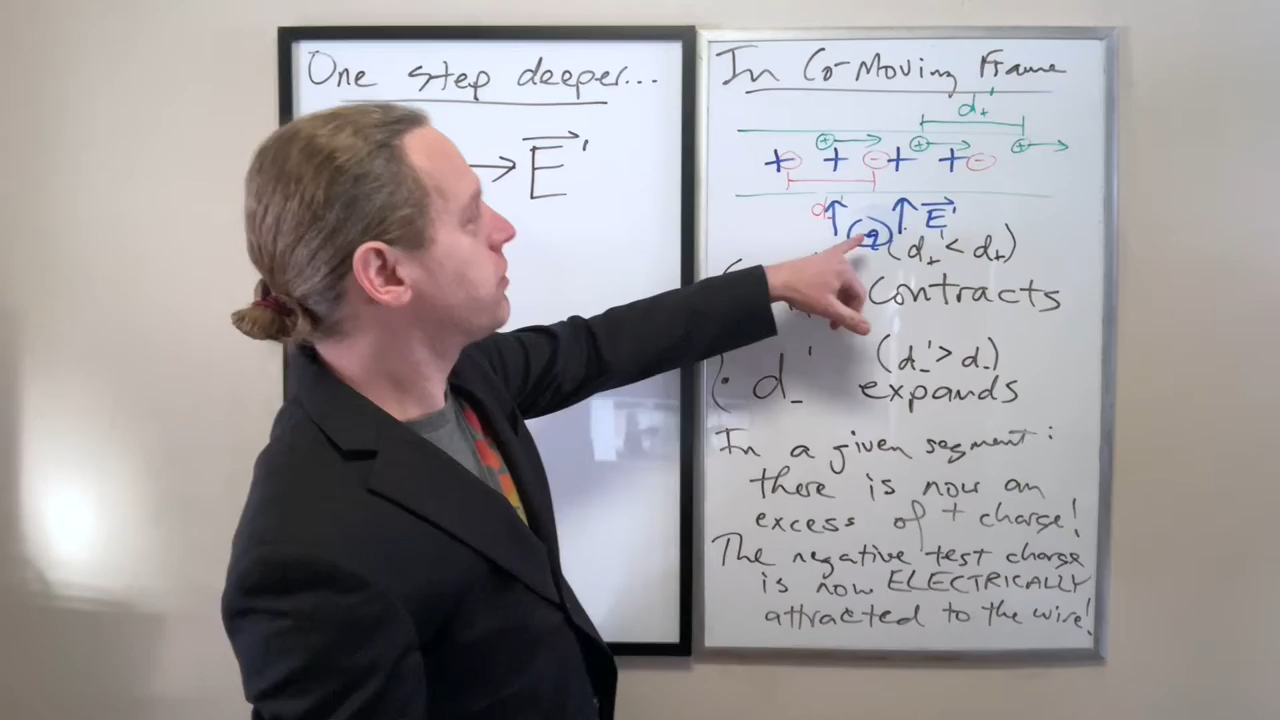 One step deeper...
→ E'
In Co-Moving Frame
d+'
+ - + - + + -
+ + +
d-'
E'
(d+' < d+)
contracts
(d-' > d-)
d-' expands
In a given segment:
there is now an
excess of + charge!
The negative test charge
is now ELECTRICALLY
attracted to the wire!